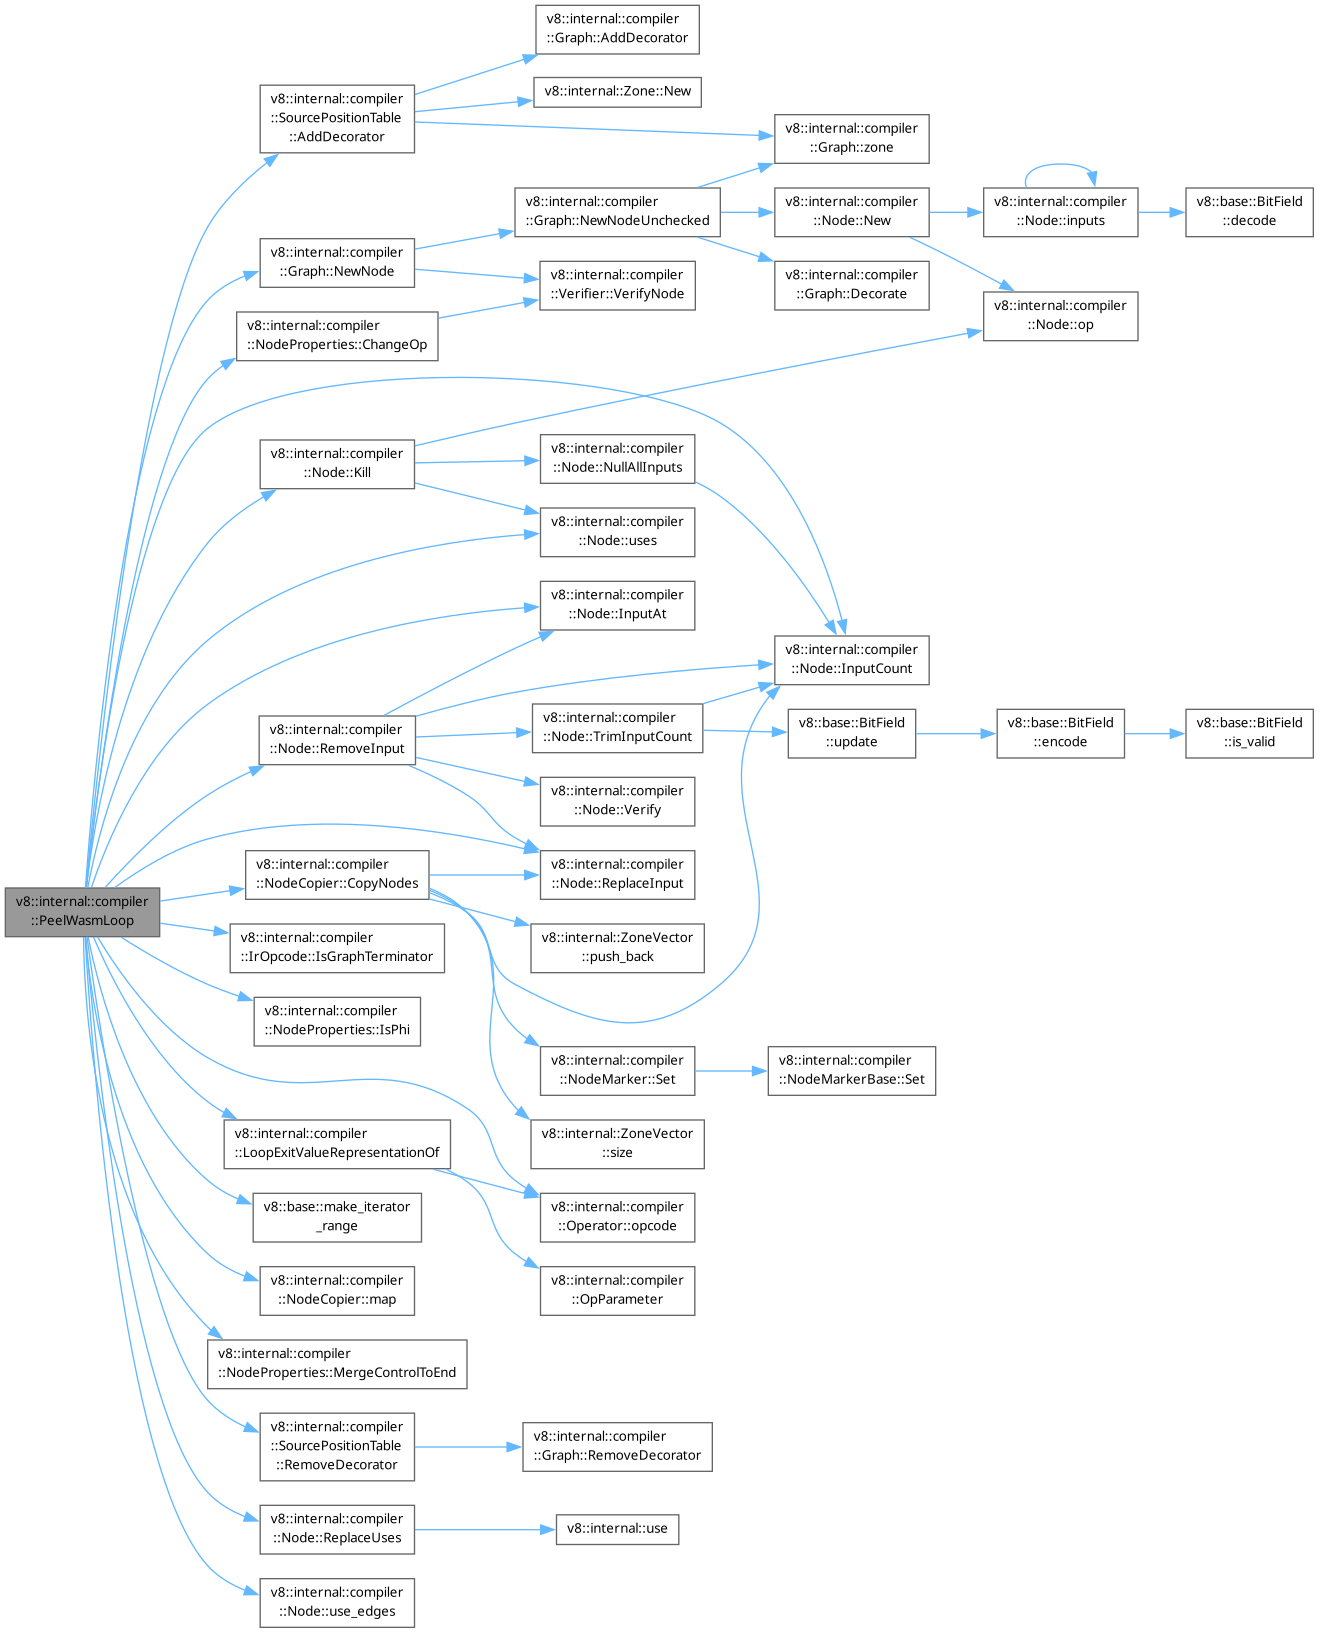 v8::internal::compiler
::Graph::AddDecorator
v8::internal::compiler
::SourcePositionTable
::AddDecorator
v8::internal::Zone::New
v8::internal::compiler
::Graph::zone
v8::internal::compiler
::Graph::NewNodeUnchecked
v8::internal::compiler
::Node::New
v8::internal::compiler
::Node::inputs
v8::base::BitField
::decode
v8::internal::compiler
::Graph::NewNode
v8::internal::compiler
::Verifier::VerifyNode
v8::internal::compiler
::Graph::Decorate
v8::internal::compiler
::Node::op
v8::internal::compiler
::NodeProperties::ChangeOp
v8::internal::compiler
::Node::Kill
v8::internal::compiler
::Node::NullAllInputs
v8::internal::compiler
::Node::uses
v8::internal::compiler
::Node::InputAt
v8::internal::compiler
::Node::InputCount
v8::internal::compiler
::Node::RemoveInput
v8::internal::compiler
::Node::TrimInputCount
v8::base::BitField
::update
v8::base::BitField
::encode
v8::base::BitField
::is_valid
v8::internal::compiler
::Node::Verify
v8::internal::compiler
::PeelWasmLoop
v8::internal::compiler
::NodeCopier::CopyNodes
v8::internal::compiler
::Node::ReplaceInput
v8::internal::compiler
::IrOpcode::IsGraphTerminator
v8::internal::ZoneVector
::push_back
v8::internal::compiler
::NodeProperties::IsPhi
v8::internal::compiler
::NodeMarker::Set
v8::internal::compiler
::NodeMarkerBase::Set
v8::internal::compiler
::LoopExitValueRepresentationOf
v8::internal::ZoneVector
::size
v8::base::make_iterator
_range
v8::internal::compiler
::Operator::opcode
v8::internal::compiler
::NodeCopier::map
v8::internal::compiler
::OpParameter
v8::internal::compiler
::NodeProperties::MergeControlToEnd
v8::internal::compiler
::SourcePositionTable
::RemoveDecorator
v8::internal::compiler
::Graph::RemoveDecorator
v8::internal::compiler
::Node::ReplaceUses
v8::internal::use
v8::internal::compiler
::Node::use_edges